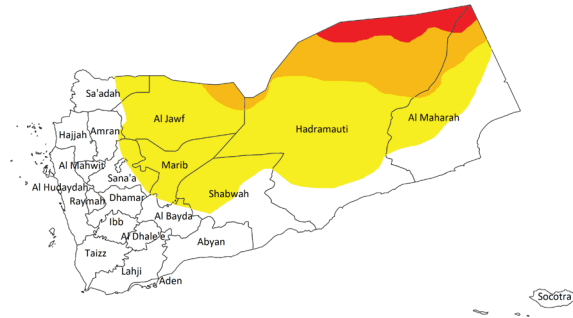 Sa'adah
Al Jawf
Hadramauti
Al Maharah
Hajjah
Amran
Al Mahwit
Marib
Sana'a
Al Hudaydah
Raymah
Dhamar
Shabwah
Al Bayda
Ibb
Al Dhale'e
Abyan
Taizz
Lahji
Aden
Socotra